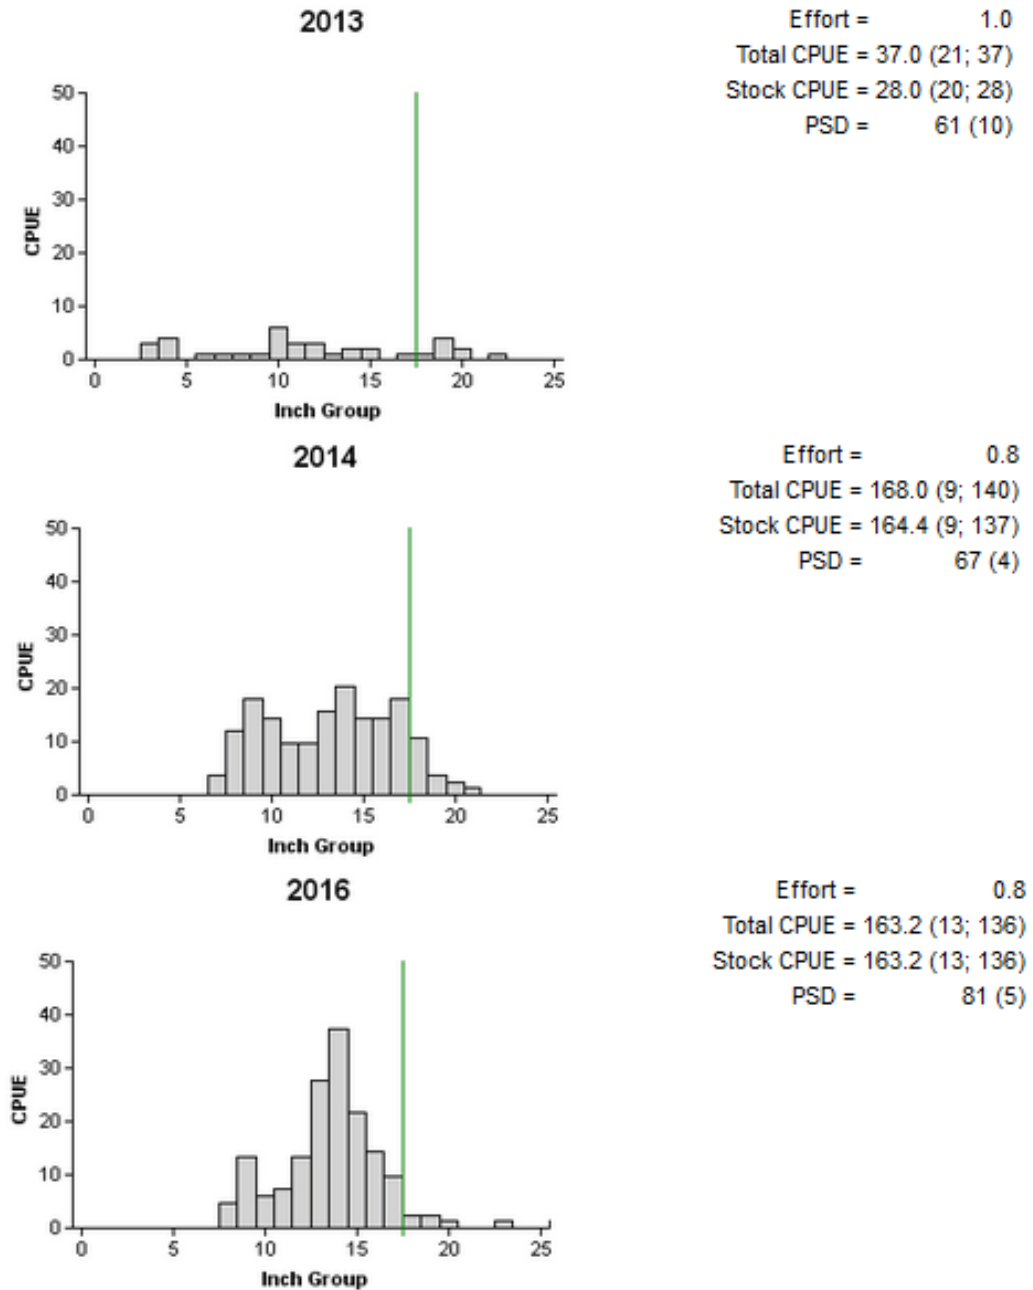 2013
Effort = 1.0
Total CPUE = 37.0 (21; 37)
Stock CPUE = 28.0 (20; 28)
PSD = 61 (10)
50
40
30
20
10
0
CPUE
0 5 10 15 20 25
Inch Group
2014
Effort = 0.8
Total CPUE = 168.0 (9; 140)
Stock CPUE = 164.4 (9; 137)
PSD = 67 (4)
50
40
30
20
10
0
CPUE
0 5 10 15 20 25
Inch Group
2016
Effort = 0.8
Total CPUE = 163.2 (13; 136)
Stock CPUE = 163.2 (13; 136)
PSD = 81 (5)
50
40
30
20
10
0
CPUE
0 5 10 15 20 25
Inch Group